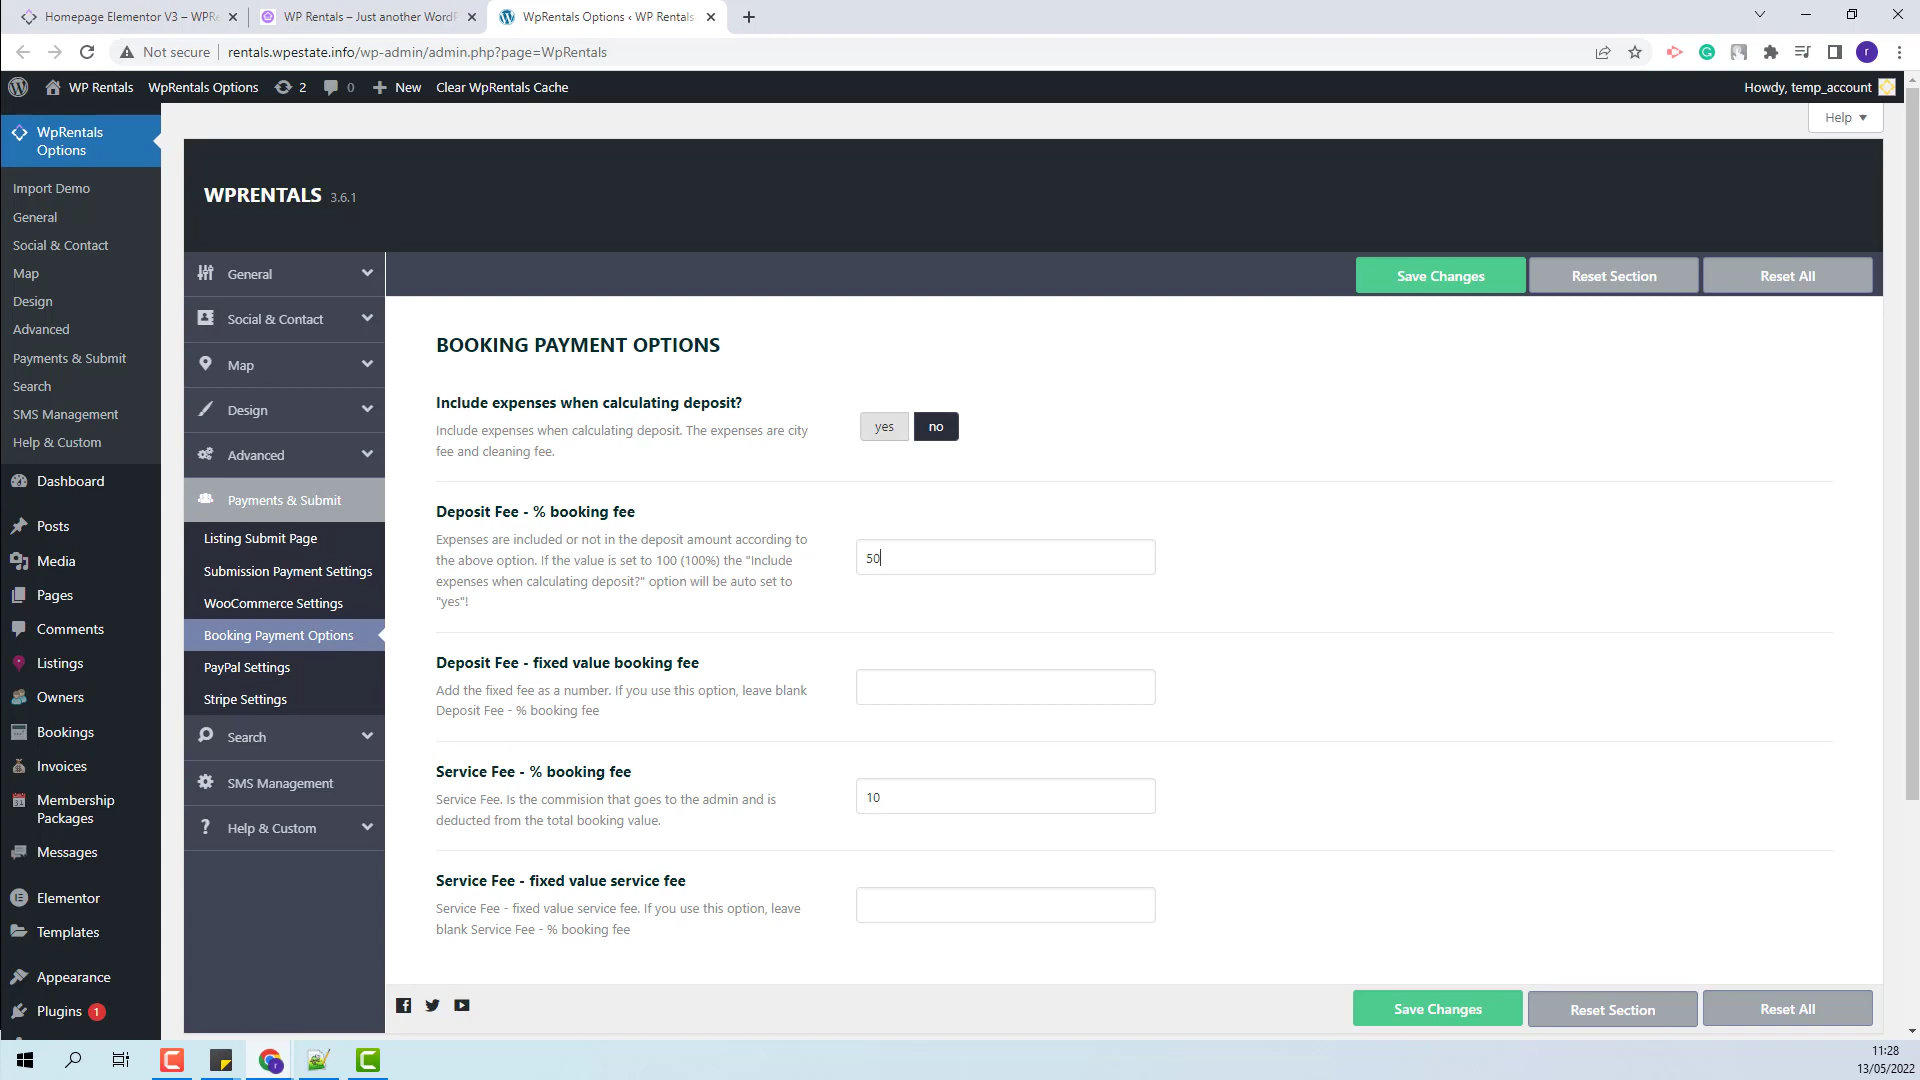 Homepage Elementor V3 – WPRe
WP Rentals – Just another WordP
WpRentals Options ‹ WP Rentals
Not secure
rentals.wpestate.info/wp-admin/admin.php?page=WpRentals
r
WP Rentals
WpRentals Options
2
0
New
Clear WpRentals Cache
Howdy, temp_account
Help
WpRentals
Options
Import Demo
General
Social & Contact
Map
Design
Advanced
Payments & Submit
Search
SMS Management
Help & Custom
Dashboard
Posts
Media
Pages
Comments
Listings
Owners
Bookings
Invoices
Membership
Packages
Messages
Elementor
Templates
Appearance
Plugins 1
WPRENTALS 3.6.1
General
Social & Contact
Map
Design
Advanced
Payments & Submit
Listing Submit Page
Submission Payment Settings
WooCommerce Settings
Booking Payment Options
PayPal Settings
Stripe Settings
Search
SMS Management
Help & Custom
Save Changes
Reset Section
Reset All
BOOKING PAYMENT OPTIONS
Include expenses when calculating deposit?
Include expenses when calculating deposit. The expenses are city
fee and cleaning fee.
yes
no
Deposit Fee - % booking fee
Expenses are included or not in the deposit amount according to
the above option. If the value is set to 100 (100%) the "Include
expenses when calculating deposit?" option will be auto set to
"yes"!
50
Deposit Fee - fixed value booking fee
Add the fixed fee as a number. If you use this option, leave blank
Deposit Fee - % booking fee
Service Fee - % booking fee
Service Fee. Is the commision that goes to the admin and is
deducted from the total booking value.
10
Service Fee - fixed value service fee
Service Fee - fixed value service fee. If you use this option, leave
blank Service Fee - % booking fee
Save Changes
Reset Section
Reset All
11:28
13/05/2022